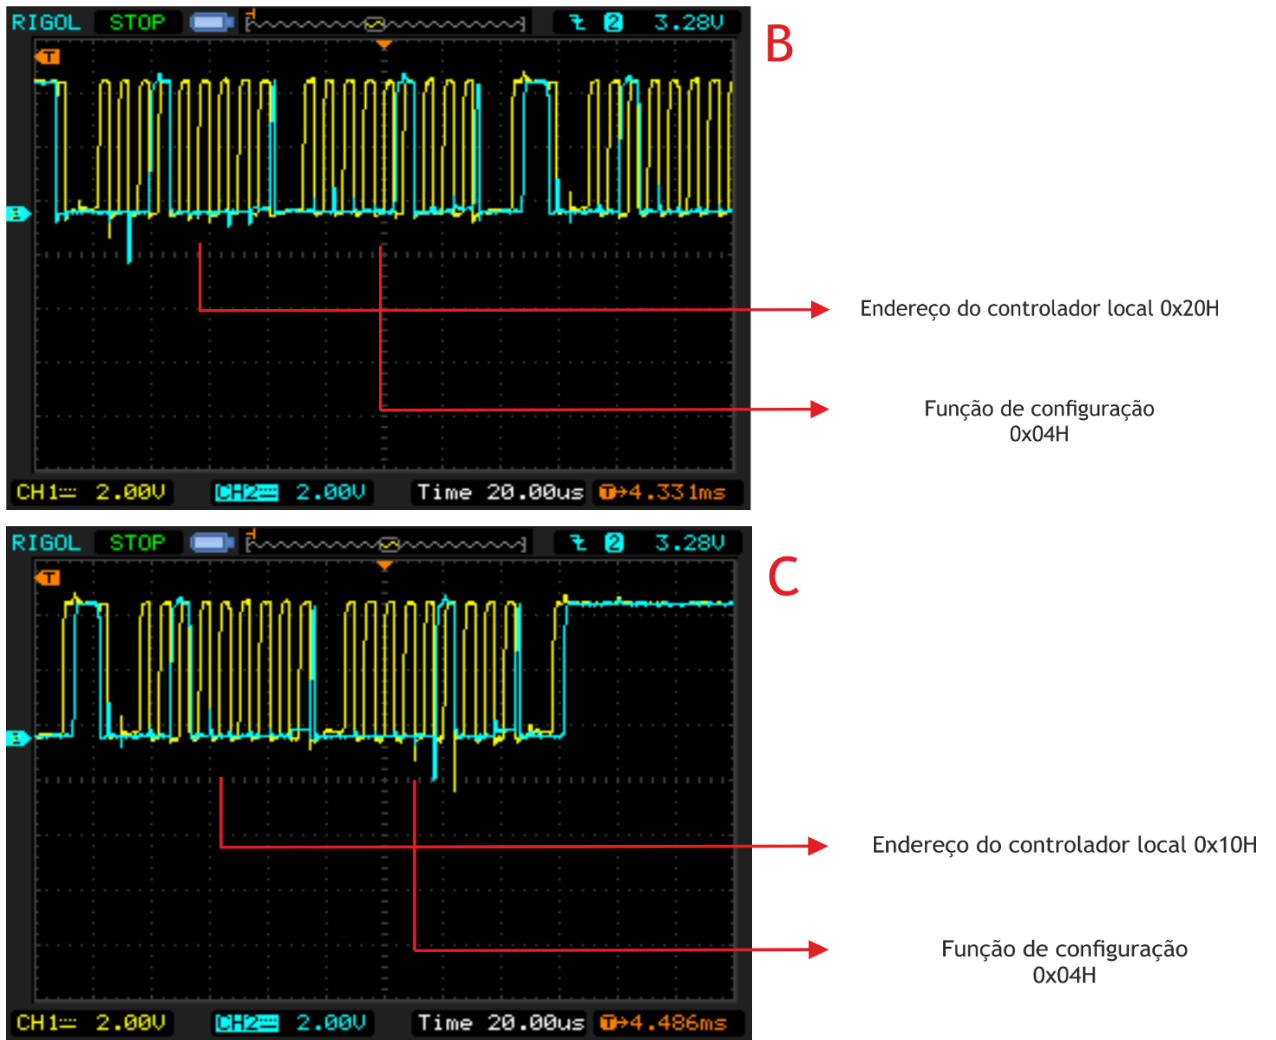 RIGOL STOP 2 3.28V
B
T
Endereço do controlador local 0x20H
Função de configuração
0x04H
CH1 2.00V CH2 2.00V Time 20.00us T→4.331ms
RIGOL STOP 2 3.28V
C
T
Endereço do controlador local 0x10H
Função de configuração
0x04H
CH1 2.00V CH2 2.00V Time 20.00us T→4.486ms